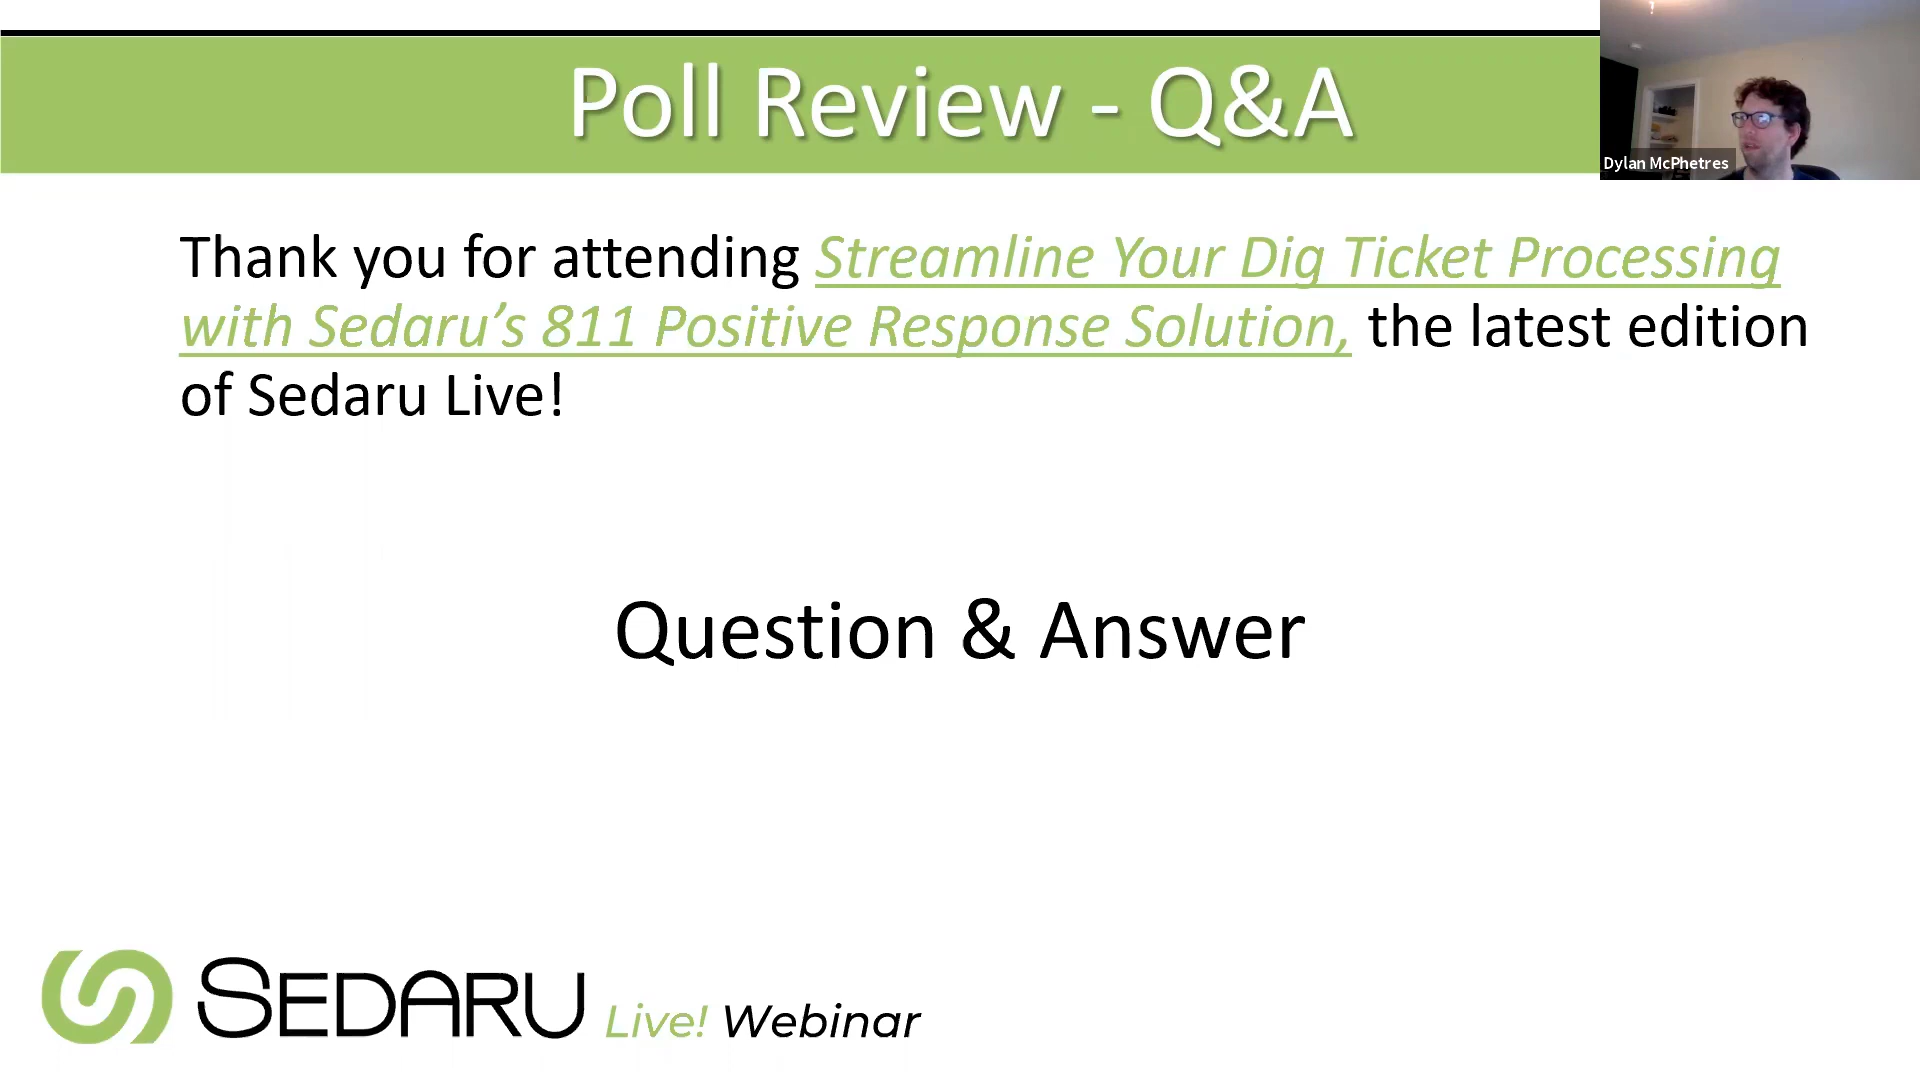 Poll Review - Q&A
Dylan McPhetres
Thank you for attending Streamline Your Dig Ticket Processing
with Sedaru’s 811 Positive Response Solution, the latest edition
of Sedaru Live!
Question & Answer
SEDARU Live! Webinar